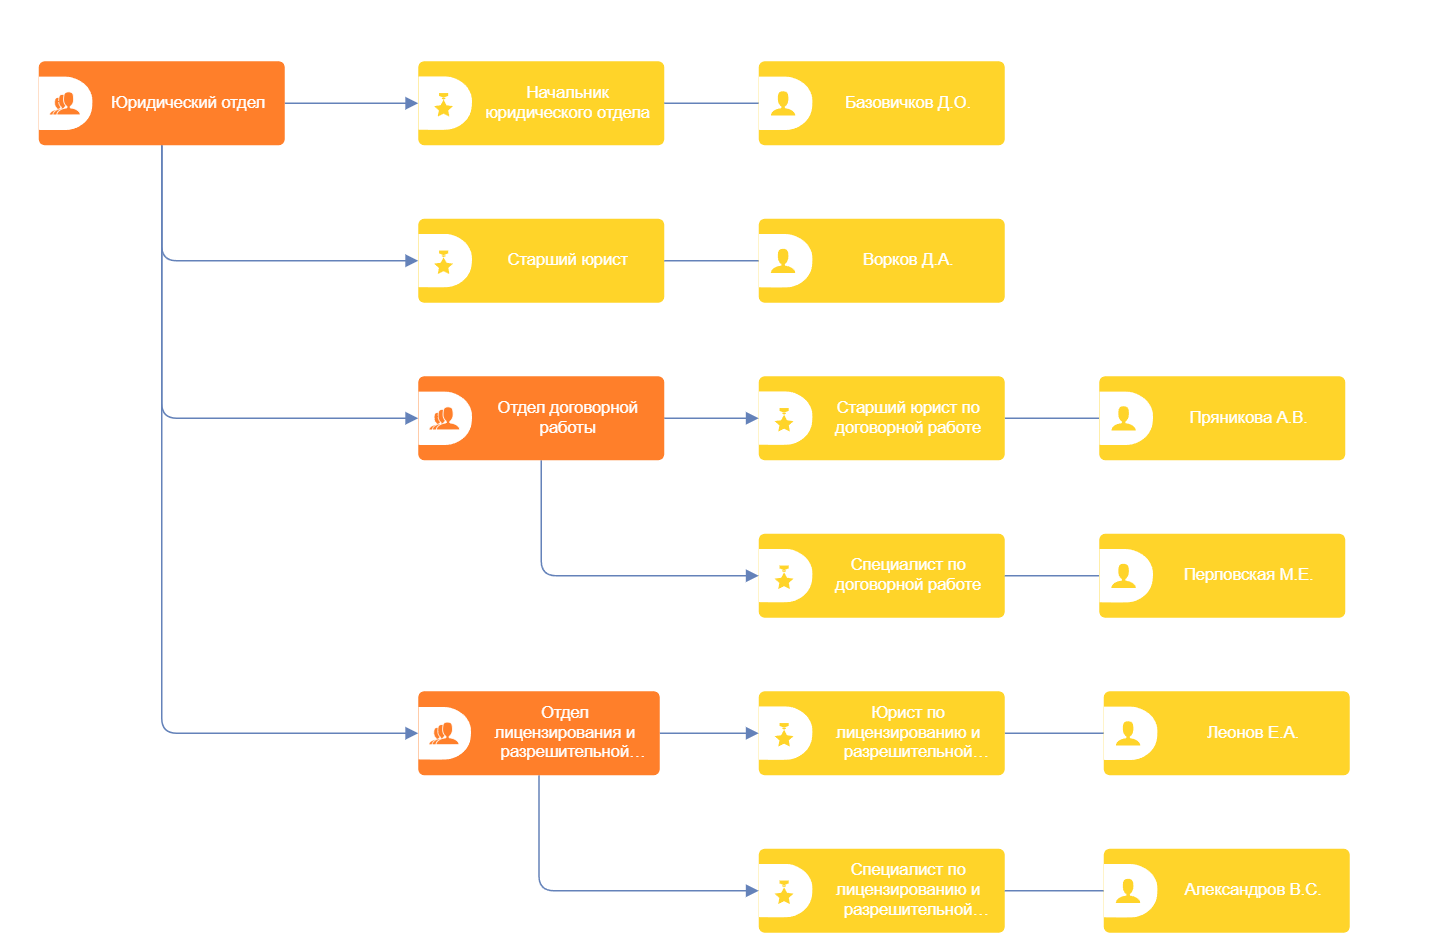 Юридический отдел
Начальник
юридического отдела
Базовичков Д.О.
Старший юрист
Ворков Д.А.
Отдел договорной
работы
Старший юрист по
договорной работе
Пряникова А.В.
Специалист по
договорной работе
Перловская М.Е.
Отдел
лицензирования и
разрешительной…
Юрист по
лицензированию и
разрешительной…
Леонов Е.А.
Специалист по
лицензированию и
разрешительной…
Александров В.С.